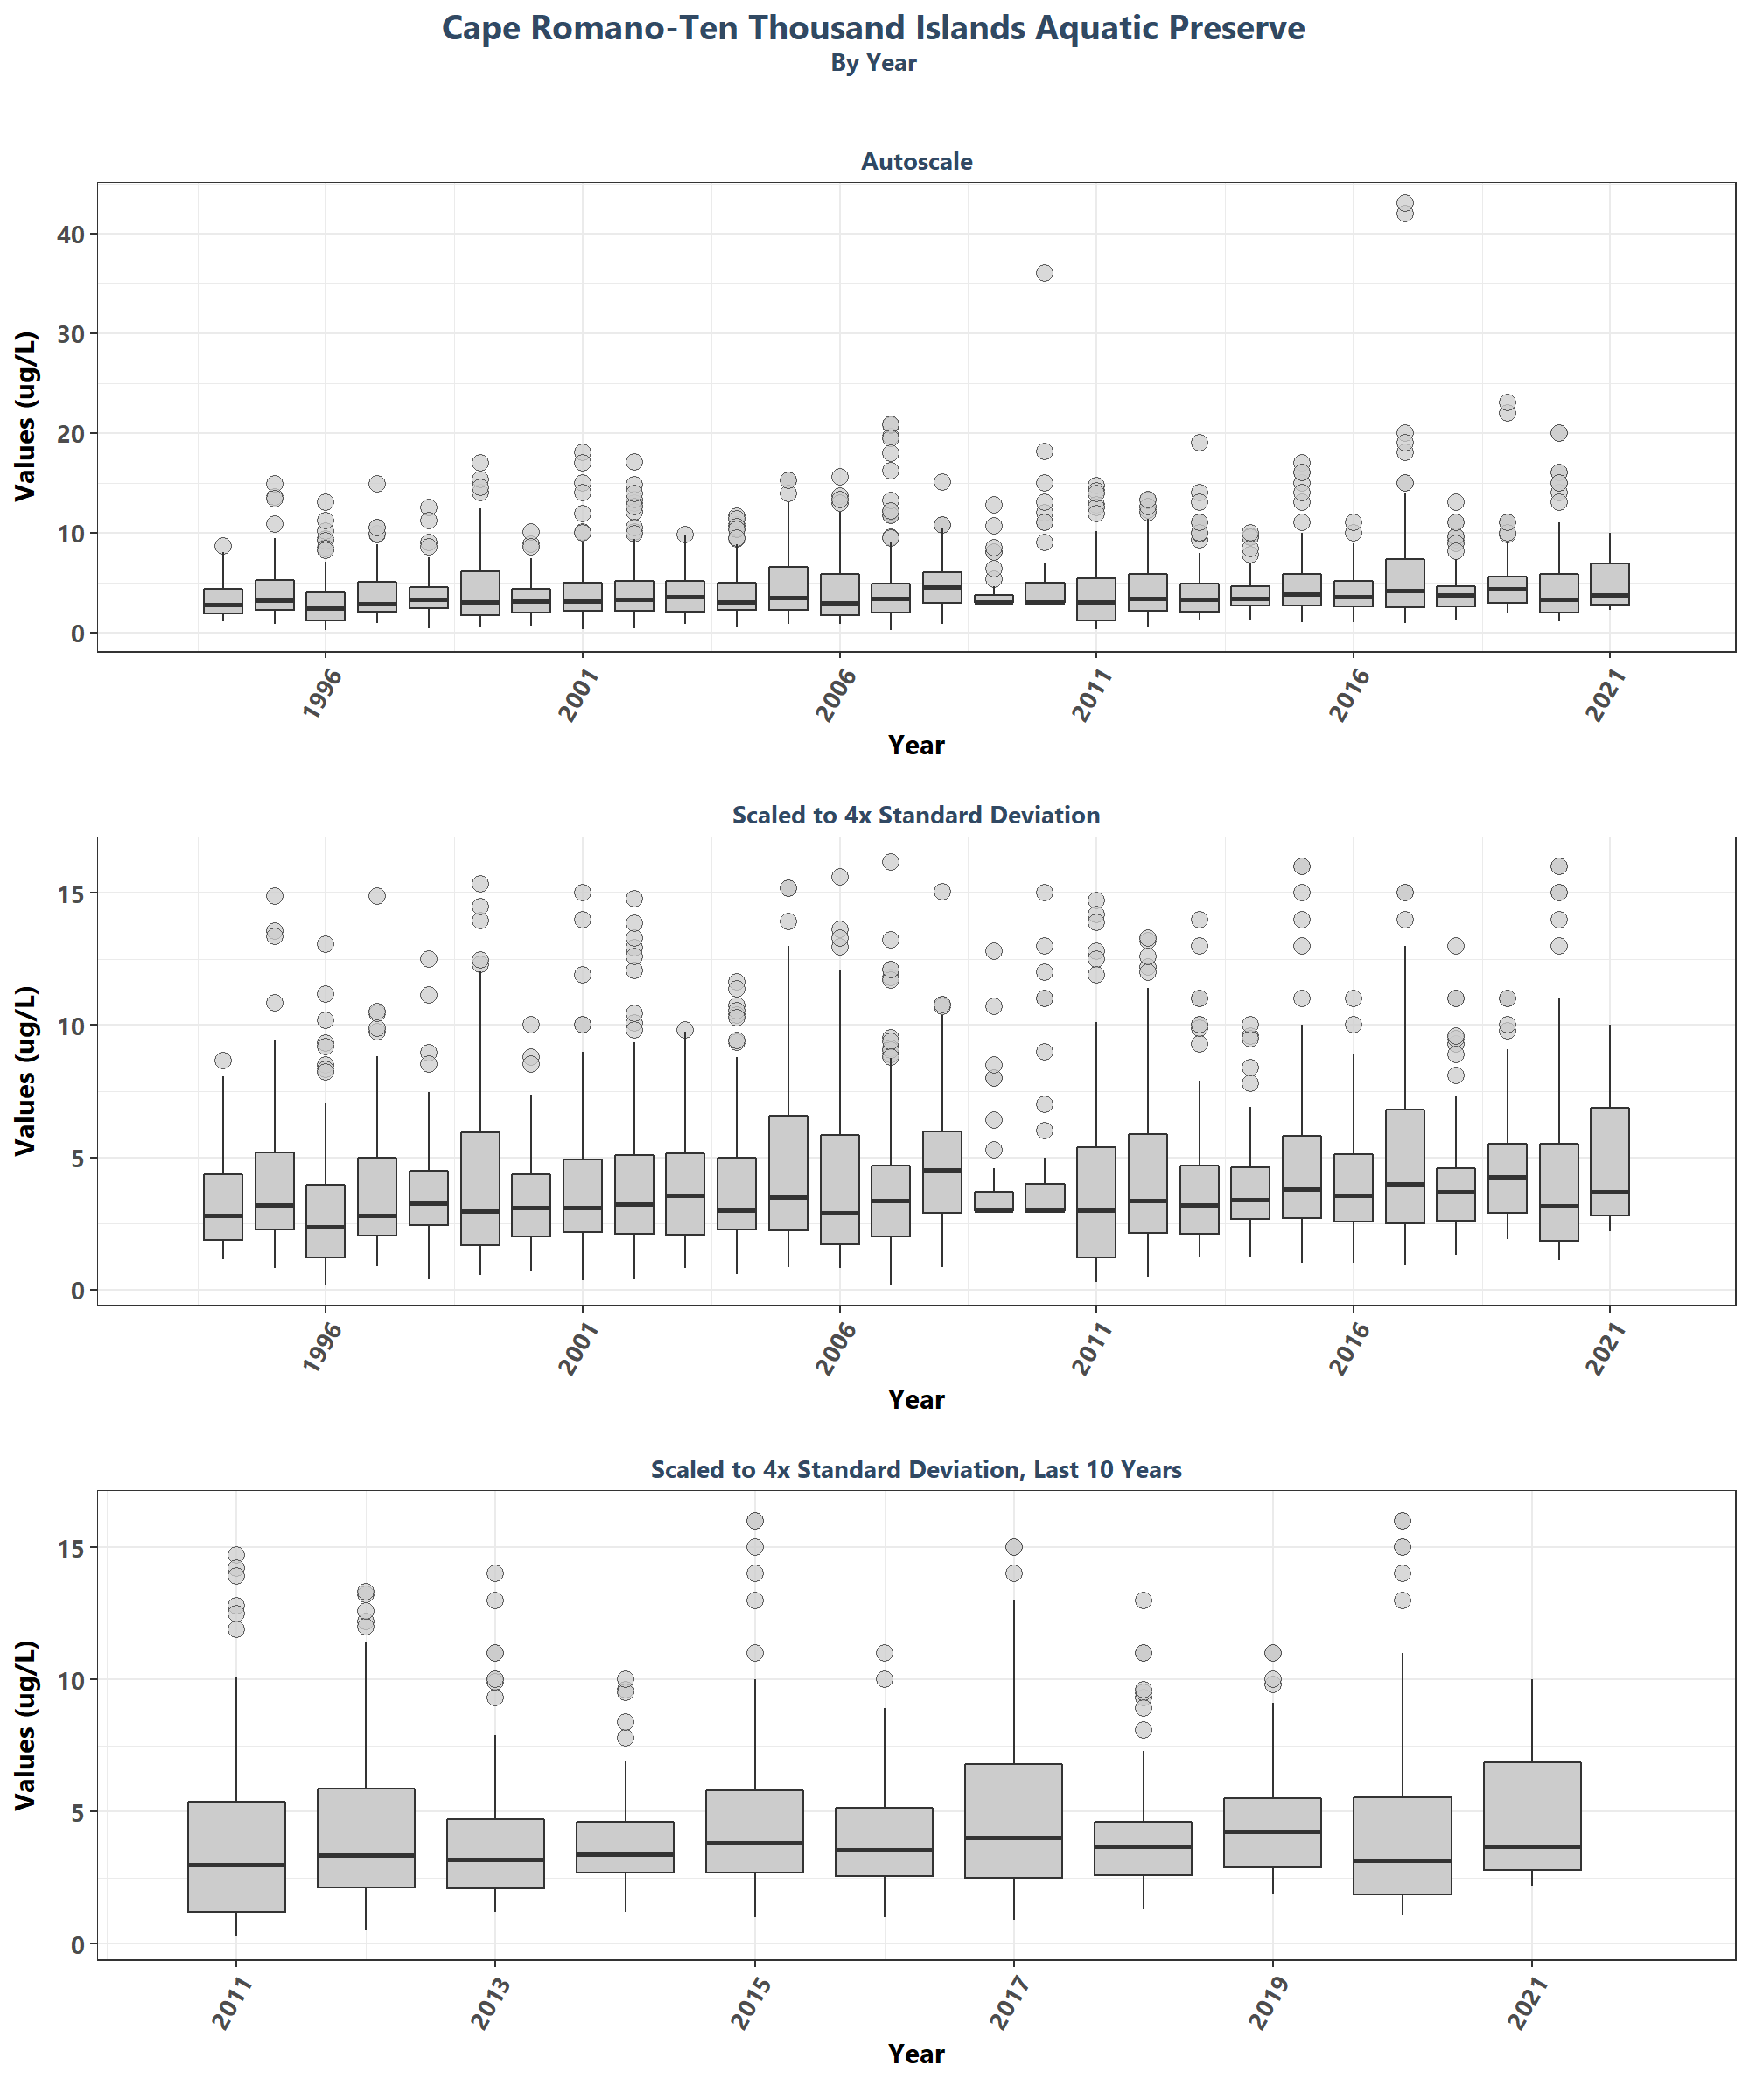 Cape Romano-Ten Thousand Islands Aquatic Preserve
By Year
Autoscale
Values (ug/L)
40
30
20
10
0
1996 2001 2006 2011 2016 2021
Year
Scaled to 4x Standard Deviation
Values (ug/L)
15
10
5
0
1996 2001 2006 2011 2016 2021
Year
Scaled to 4x Standard Deviation, Last 10 Years
Values (ug/L)
15
10
5
0
2011 2013 2015 2017 2019 2021
Year